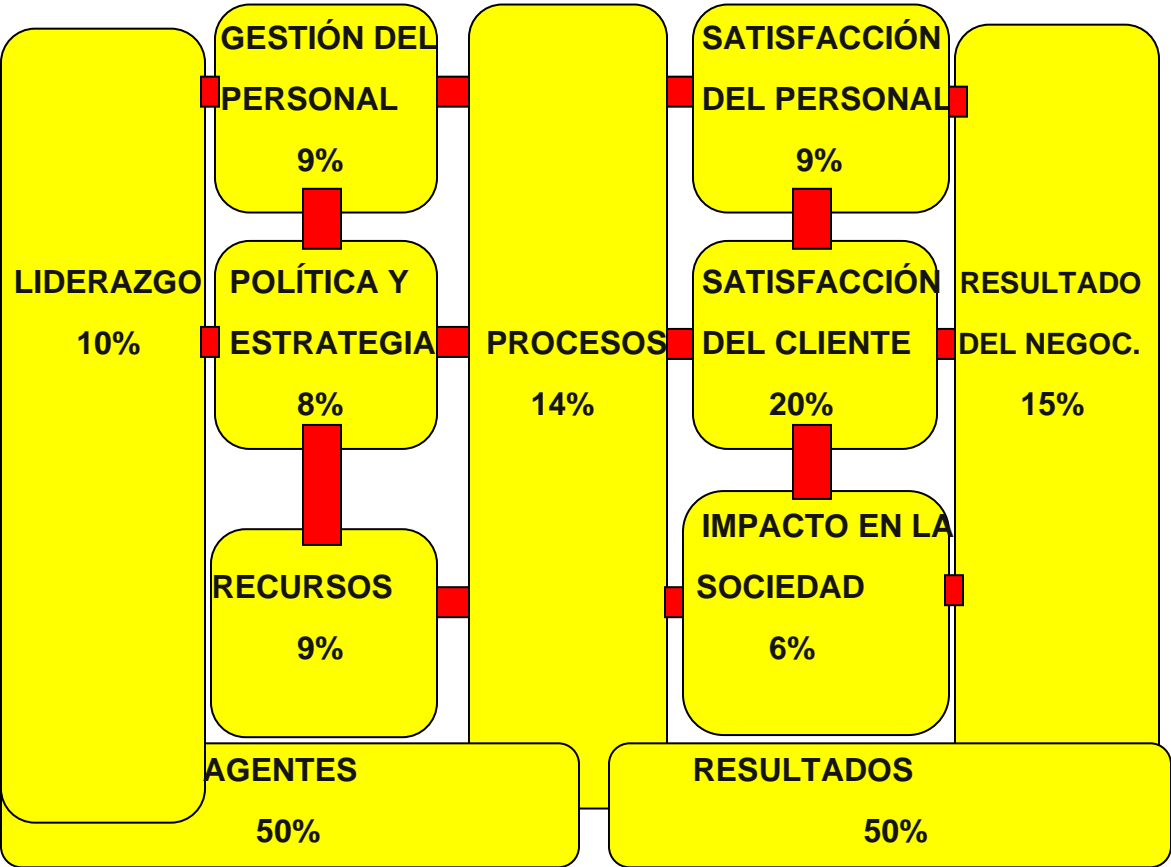 GESTIÓN DEL
PERSONAL
9%
SATISFACCIÓN
DEL PERSONAL
9%
LIDERAZGO
10%
POLÍTICA Y
ESTRATEGIA
8%
PROCESOS
14%
SATISFACCIÓN
DEL CLIENTE
20%
RESULTADO
DEL NEGOC.
15%
RECURSOS
9%
IMPACTO EN LA
SOCIEDAD
6%
AGENTES
50%
RESULTADOS
50%